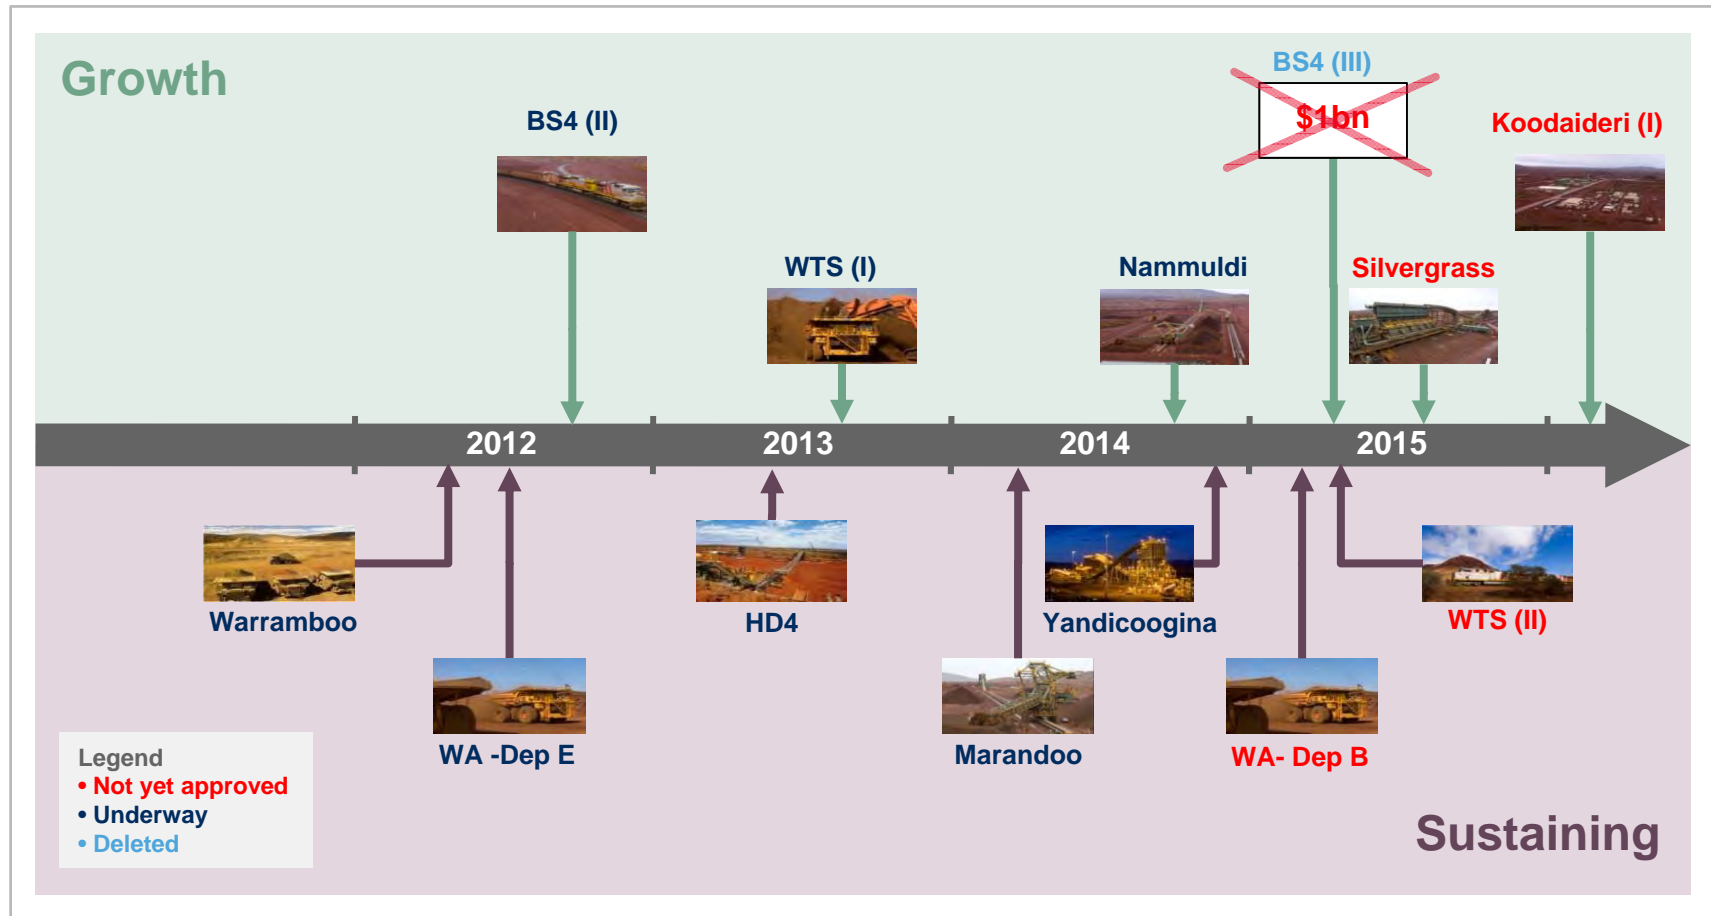 Growth
BS4 (III)
$1bn
BS4 (II)
Koodaideri (I)
WTS (I)
Nammuldi
Silvergrass
2012
2013
2014
2015
Warramboo
HD4
Yandicoogina
WTS (II)
WA -Dep E
Marandoo
WA- Dep B
Legend
• Not yet approved
• Underway
• Deleted
Sustaining